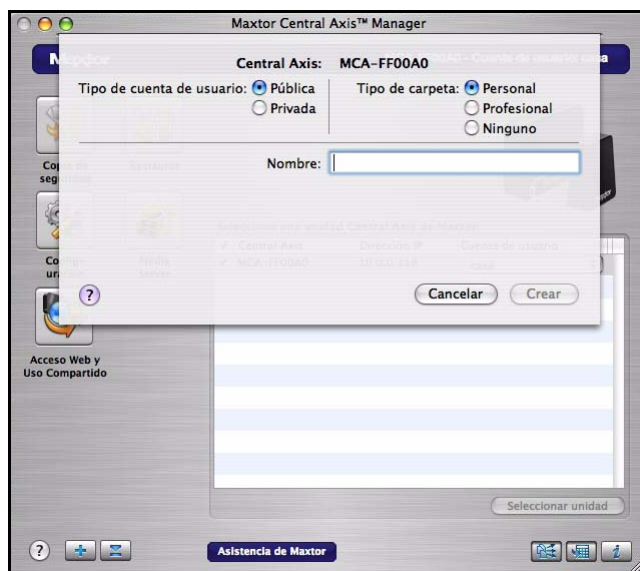 Maxtor Central Axis™ Manager
Central Axis: MCA-FF00A0
Tipo de cuenta de usuario: Pública
Privada
Tipo de carpeta: Personal
Profesional
Ninguno
Nombre:
?
Cancelar
Crear
Acceso Web y
Uso Compartido
Seleccionar unidad
?
Asistencia de Maxtor
i